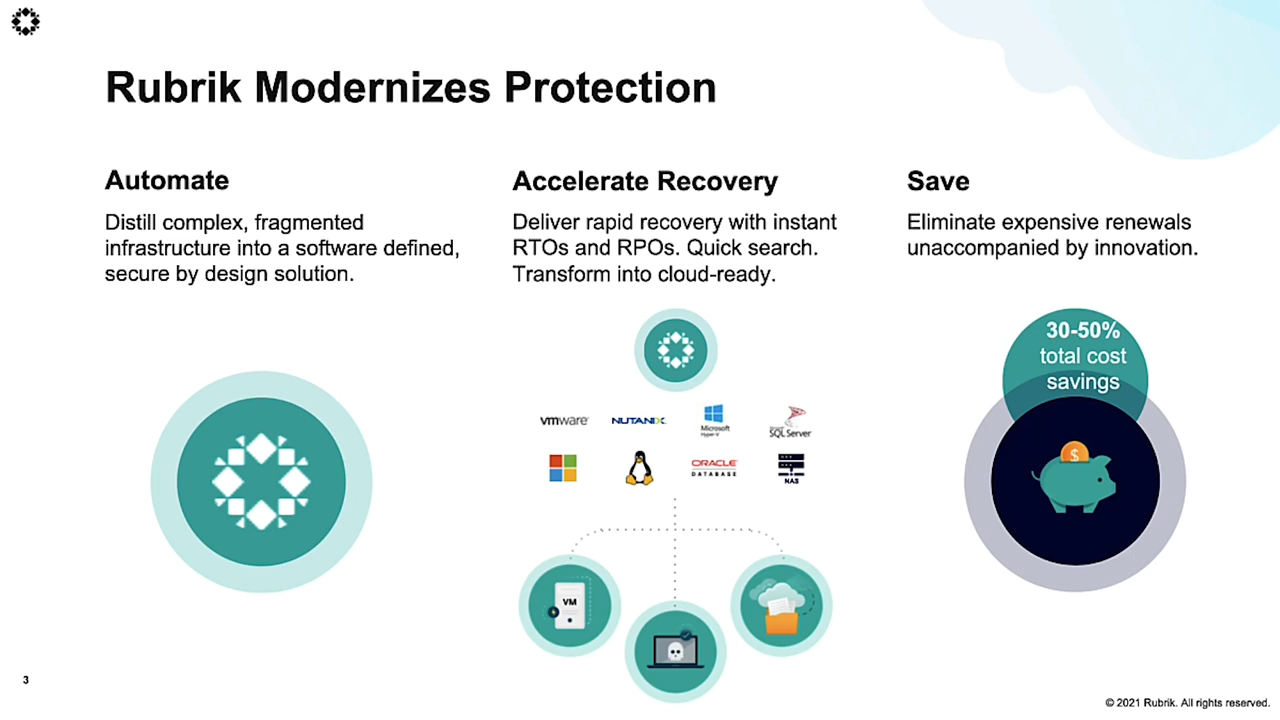 Rubrik Modernizes Protection
Automate
Distill complex, fragmented
infrastructure into a software defined,
secure by design solution.
Accelerate Recovery
Deliver rapid recovery with instant
RTOs and RPOs. Quick search.
Transform into cloud-ready.
vmware
NUTANIX
Microsoft
Hyper-V
SQL Server
ORACLE
DATABASE
NAS
VM
Save
Eliminate expensive renewals
unaccompanied by innovation.
30-50%
total cost
savings
$
3
© 2021 Rubrik. All rights reserved.